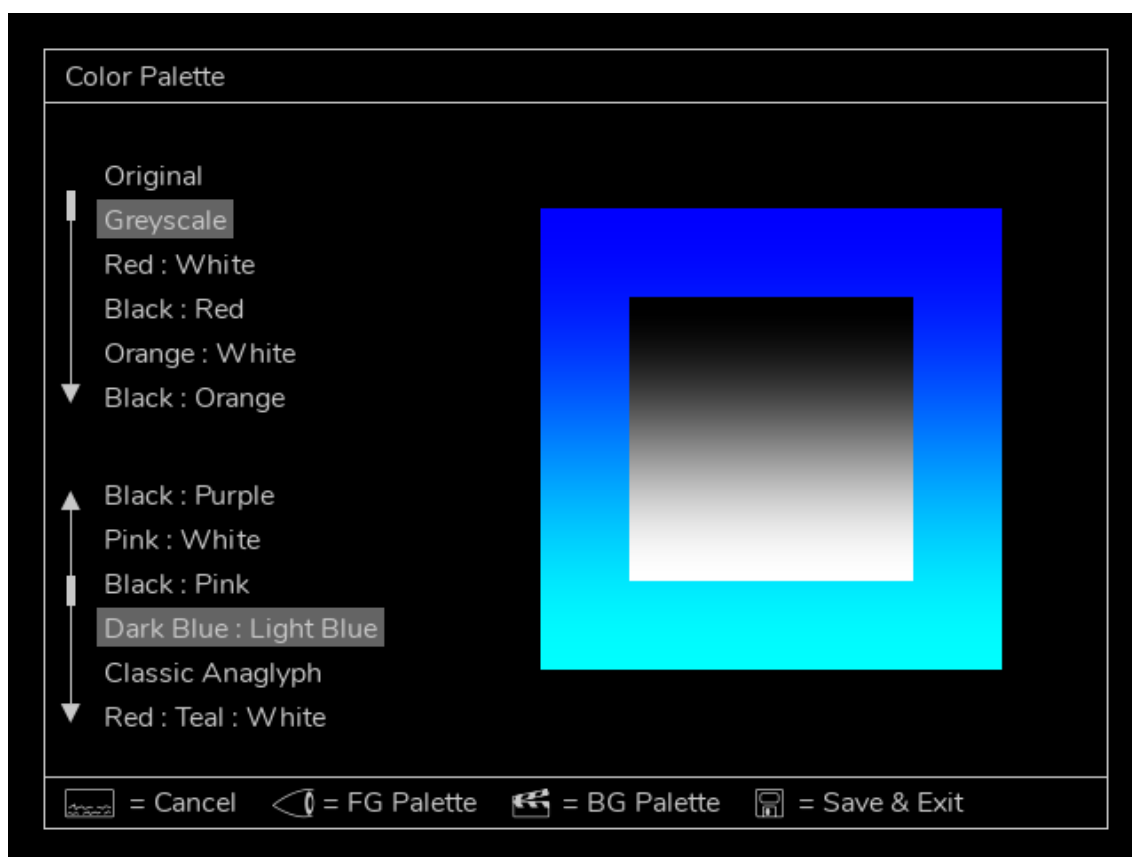 Color Palette
Original
Greyscale
Red : White
Black : Red
Orange : White
Black : Orange
Black : Purple
Pink : White
Black : Pink
Dark Blue : Light Blue
Classic Anaglyph
Red : Teal : White
= Cancel = FG Palette = BG Palette = Save & Exit